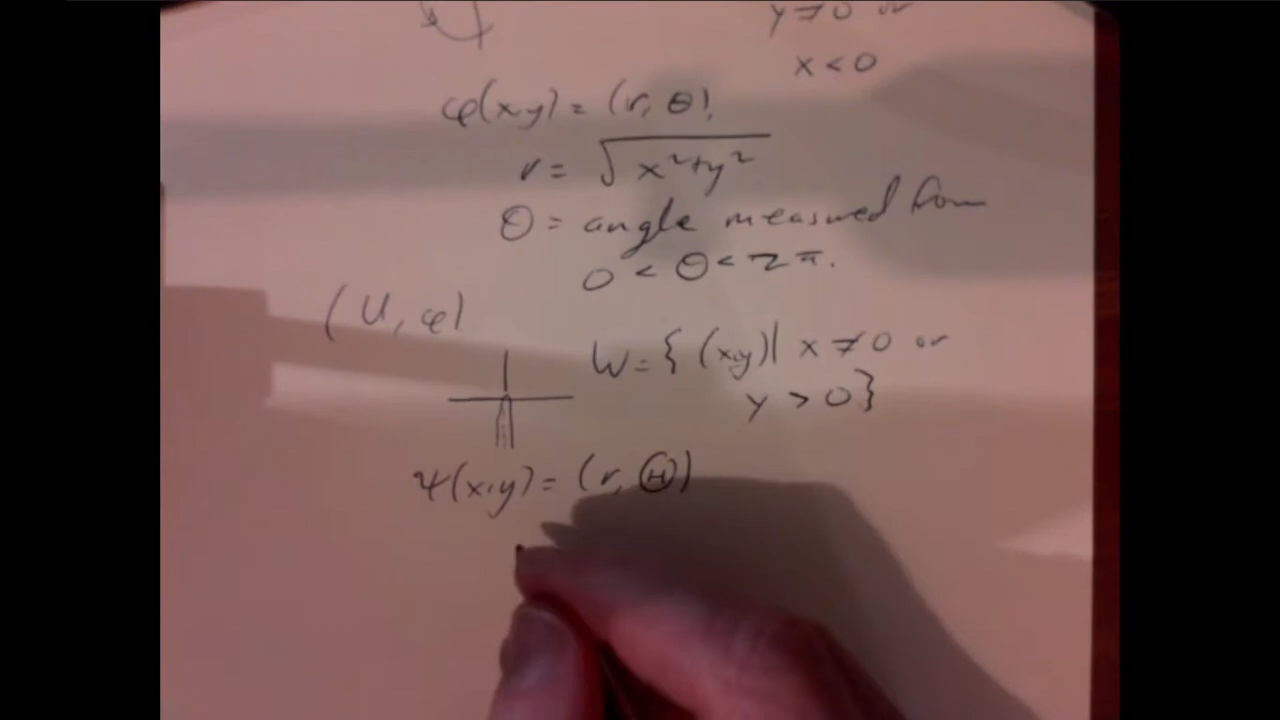 y ≠ 0 or
x < 0
φ(x,y) = (r, θ)
r = √x²+y²
θ = angle measured from
0 < θ < 2π.
(U, φ)
W = { (x,y) | x ≠ 0 or
y > 0 }
ψ(x,y) = (r, Θ)